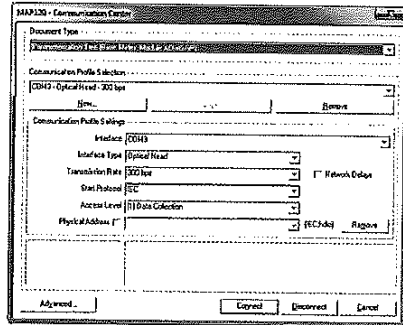 MAP120 - Communication Center
Document Type
Communication Profile Selection
COM3 - Optical Head - 300 bps
New...
Remove
Communication Profile Settings
Interface COM3
Interface Type Optical Head
Transmission Rate 300 bps
Network Delays
Start Protocol IEC
Access Level [1] Data Collection
Physical Address
Remove
Advanced...
Connect
Disconnect
Cancel